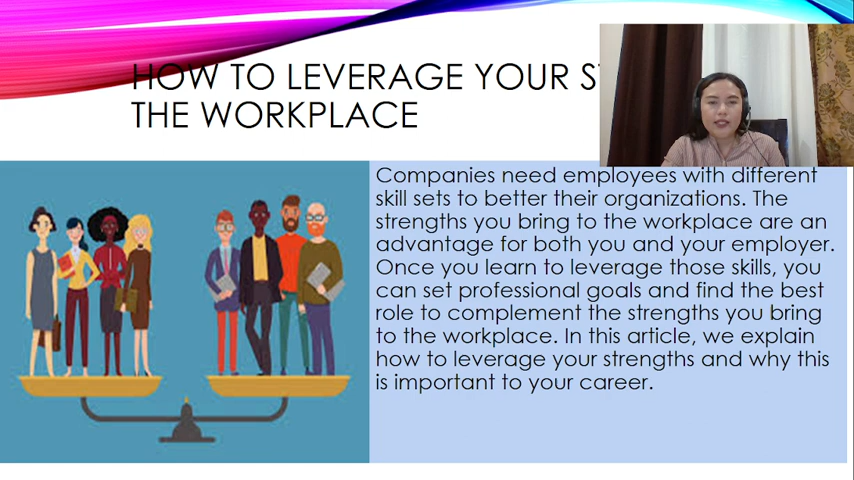 HOW TO LEVERAGE YOUR
THE WORKPLACE
Companies need employees with different
skill sets to better their organizations. The
strengths you bring to the workplace are an
advantage for both you and your employer.
Once you learn to leverage those skills, you
can set professional goals and find the best
role to complement the strengths you bring
to the workplace. In this article, we explain
how to leverage your strengths and why this
is important to your career.